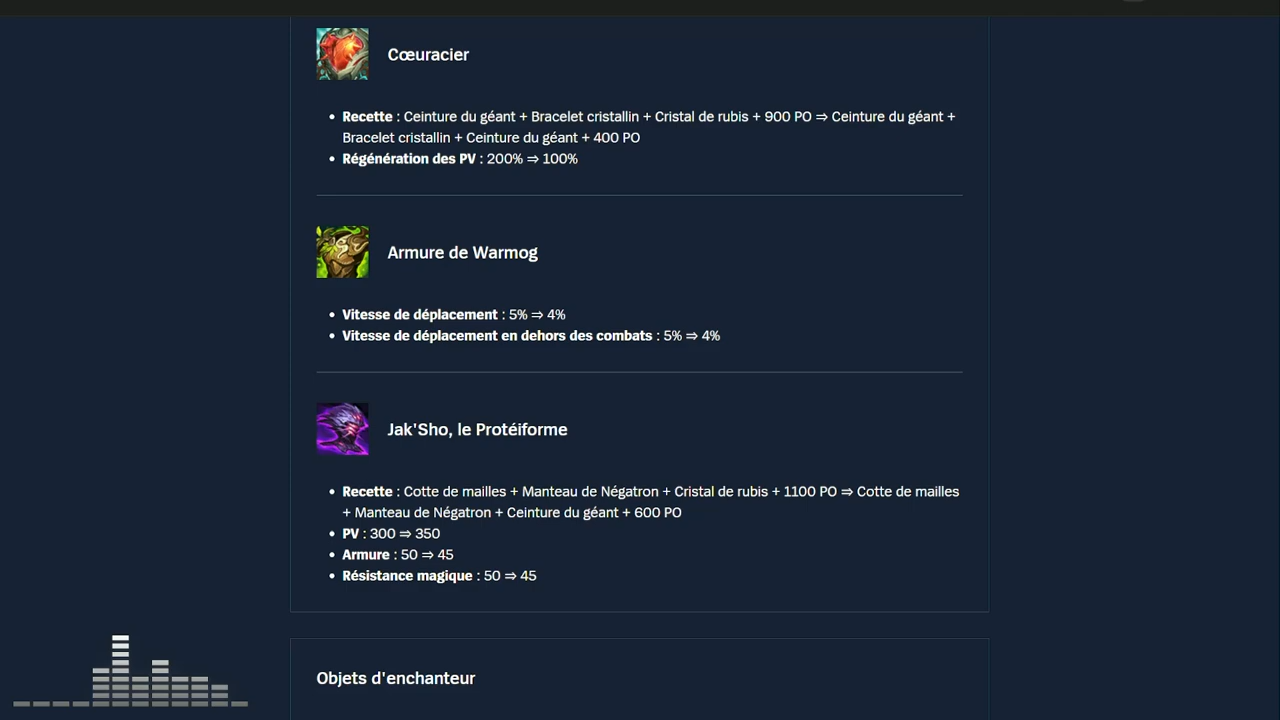 Cœuracier
• Recette : Ceinture du géant + Bracelet cristallin + Cristal de rubis + 900 PO ⇒ Ceinture du géant +
Bracelet cristallin + Ceinture du géant + 400 PO
• Régénération des PV : 200% ⇒ 100%
Armure de Warmog
• Vitesse de déplacement : 5% ⇒ 4%
• Vitesse de déplacement en dehors des combats : 5% ⇒ 4%
Jak'Sho, le Protéiforme
• Recette : Cotte de mailles + Manteau de Négatron + Cristal de rubis + 1100 PO ⇒ Cotte de mailles
+ Manteau de Négatron + Ceinture du géant + 600 PO
• PV : 300 ⇒ 350
• Armure : 50 ⇒ 45
• Résistance magique : 50 ⇒ 45
Objets d'enchanteur